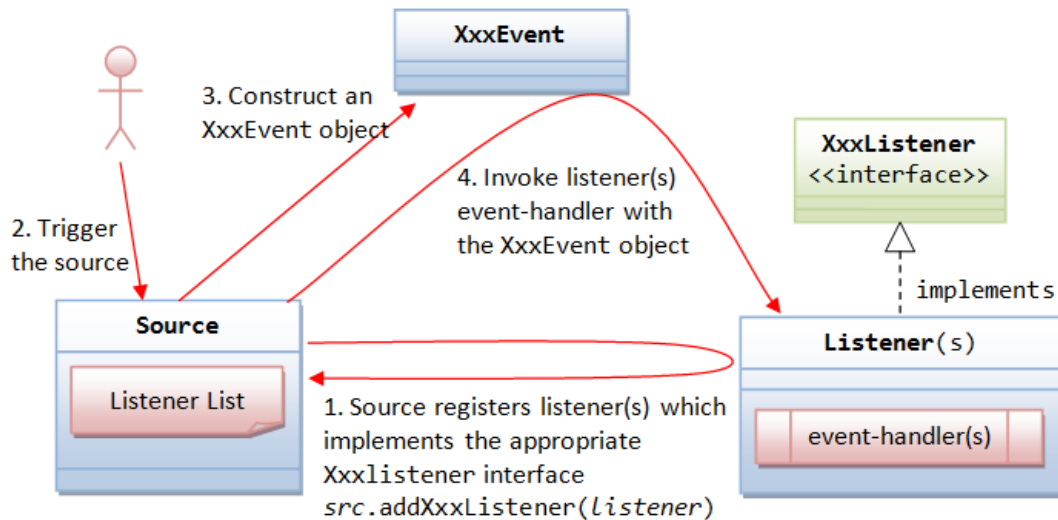 XxxEvent
3. Construct an
XxxEvent object
XxxListener
<<interface>>
4. Invoke listener(s)
event-handler with
the XxxEvent object
2. Trigger
the source
implements
Source
Listener List
Listener(s)
event-handler(s)
1. Source registers listener(s) which
implements the appropriate
Xxxlistener interface
src.addXxxListener(listener)